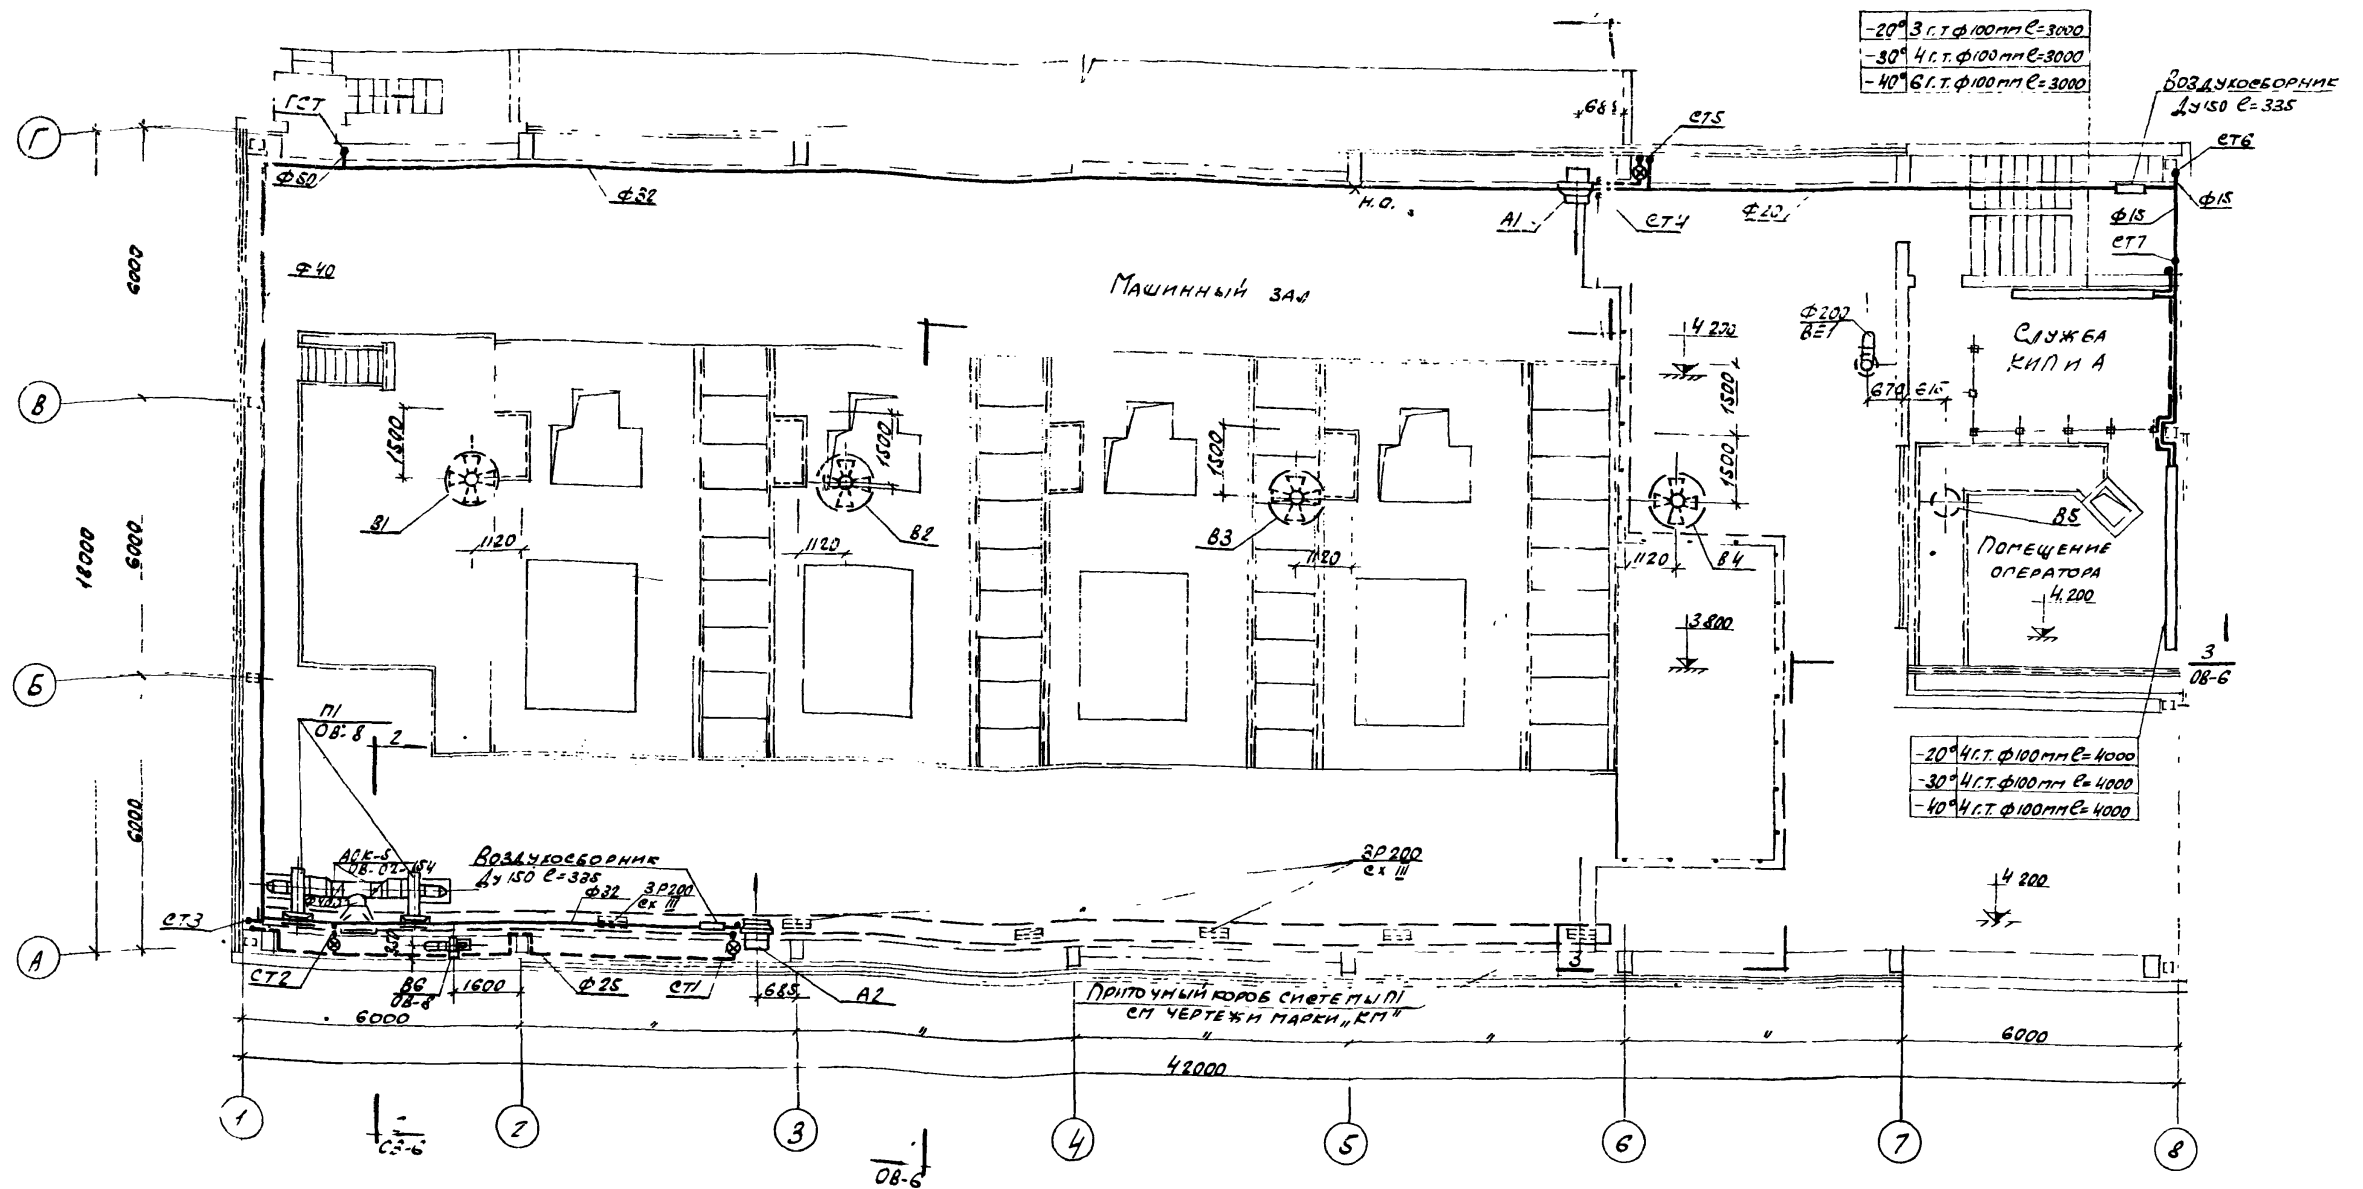 -20° 3 г.т ф100мм ℓ=3000
-30° 4 г.т. ф100мм ℓ=3000
-40° 6 г.т. ф100мм ℓ=3000
Воздухосборник
Ду150 ℓ=335
ГСТ
Г
Ф50
Ф32
Н.О.
А1
СТ4
СТ5
Ф20
СТ6
Ф15
Ф15
СТ7
6000
Ф40
Машинный зал
4 200
Ф200
ВЕ1
Служба
КИП и А
670
615
В
1500
1500
1500
1500
1500
В1
В2
В3
В4
В5
1120
1120
1120
1120
18000
6000
Помещение
оператора
4.200
3.800
3
ОВ-6
Б
П1
ОВ-8
2
-20° 4 г.т. ф100мм ℓ=4000
-30° 4 г.т. ф100мм ℓ=4000
-40° 4 г.т. ф100мм ℓ=4000
6000
Воздухосборник
Ду150 ℓ=335
Ф32
ЗР200
сх III
ЗР200
сх III
4 200
СТ3
А
СТ2
В6
ОВ-8
1600
Ф25
СТ1
685
А2
3
Приточный короб системы П1
см чертежи марки „КМ"
6000
"
"
"
"
"
6000
42000
1
2
3
4
5
6
7
8
ОВ-6